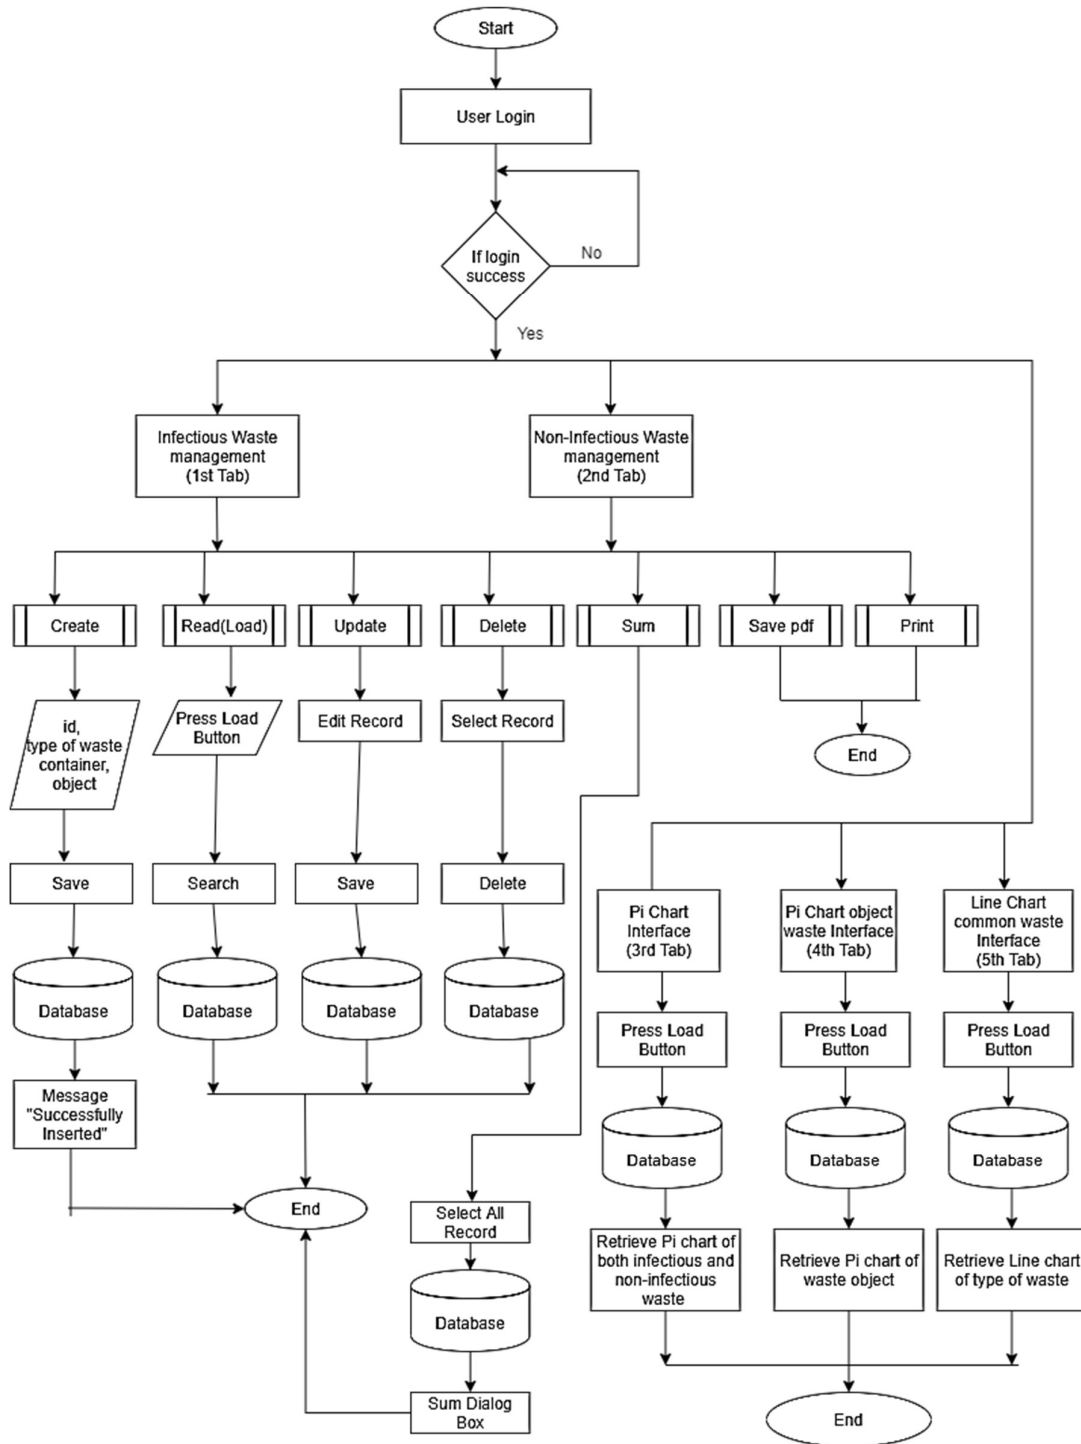 Start
User Login
If login
success
No
Yes
Infectious Waste
management
(1st Tab)
Non-Infectious Waste
management
(2nd Tab)
Create
Read(Load)
Update
Delete
Sum
Save pdf
Print
id,
type of waste
container,
object
Press Load
Button
Edit Record
Select Record
End
Save
Search
Save
Delete
Pi Chart
Interface
(3rd Tab)
Pi Chart object
waste Interface
(4th Tab)
Line Chart
common waste
Interface
(5th Tab)
Database
Database
Database
Database
Press Load
Button
Press Load
Button
Press Load
Button
Message
"Successfully
Inserted"
Database
Database
Database
End
Select All
Record
Retrieve Pi chart of
both infectious and
non-infectious
waste
Retrieve Pi chart of
waste object
Retrieve Line chart
of type of waste
Database
Sum Dialog
Box
End